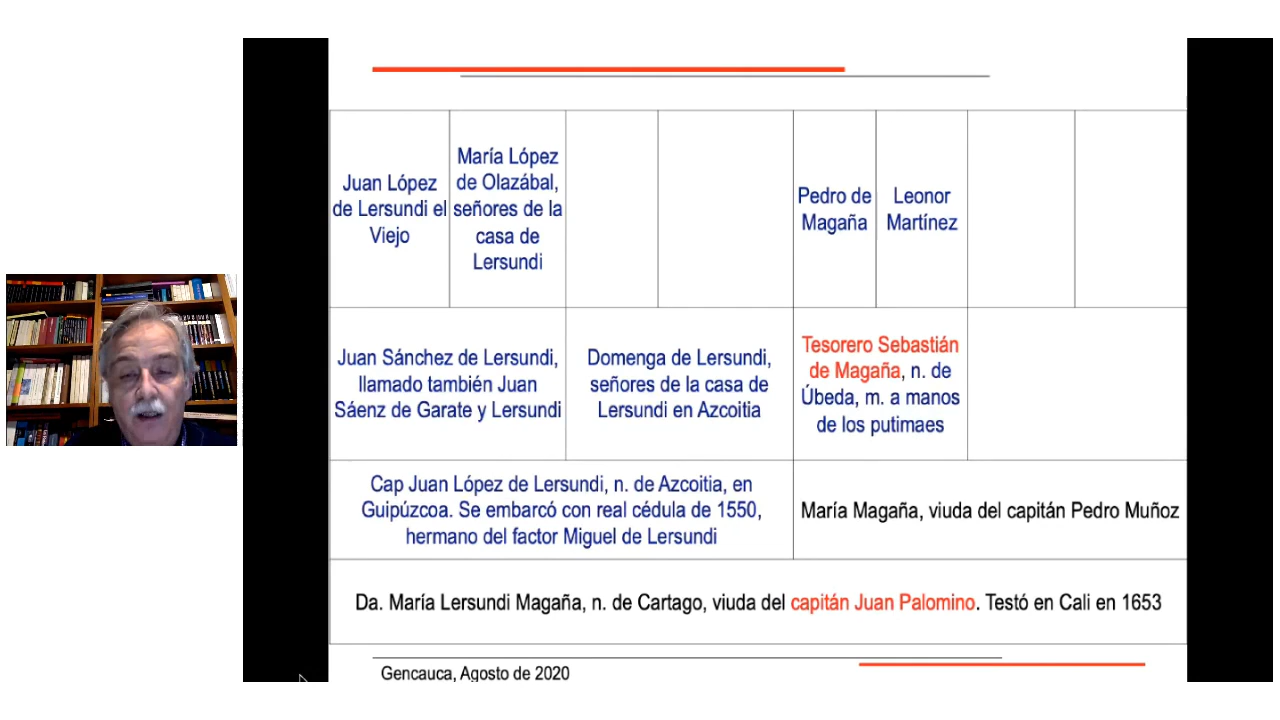 Juan López
de Lersundi el
Viejo
María López
de Olazábal,
señores de la
casa de
Lersundi
Pedro de
Magaña
Leonor
Martínez
Juan Sánchez de Lersundi,
llamado también Juan
Sáenz de Garate y Lersundi
Domenga de Lersundi,
señores de la casa de
Lersundi en Azcoitia
Tesorero Sebastián
de Magaña, n. de
Úbeda, m. a manos
de los putimaes
Cap Juan López de Lersundi, n. de Azcoitia, en
Guipúzcoa. Se embarcó con real cédula de 1550,
hermano del factor Miguel de Lersundi
María Magaña, viuda del capitán Pedro Muñoz
Da. María Lersundi Magaña, n. de Cartago, viuda del capitán Juan Palomino. Testó en Cali en 1653
Gencauca, Agosto de 2020